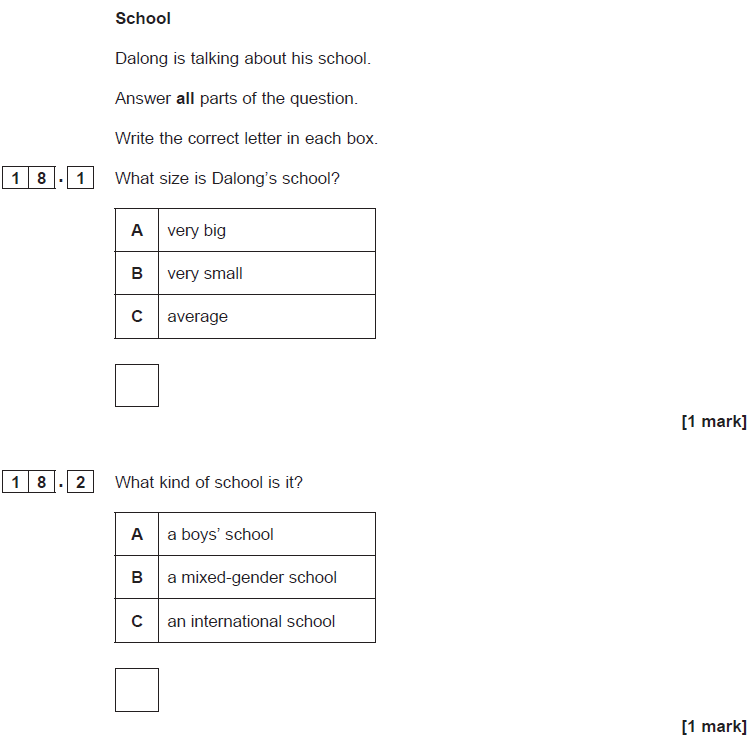 School
Dalong is talking about his school.
Answer all parts of the question.
Write the correct letter in each box.
1 8 . 1 What size is Dalong's school?
A very big
B very small
C average
[1 mark]
1 8 . 2 What kind of school is it?
A a boys' school
B a mixed-gender school
C an international school
[1 mark]